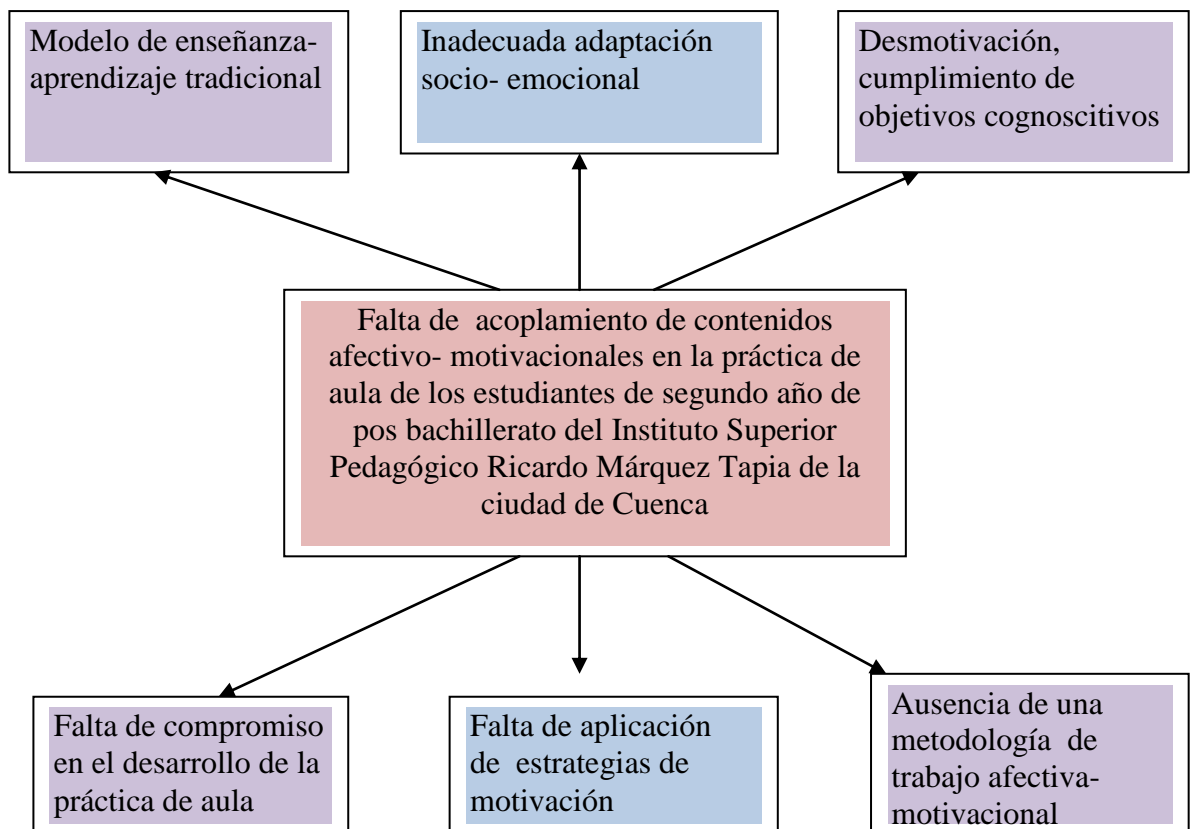 Modelo de enseñanza-
aprendizaje tradicional
Inadecuada adaptación
socio- emocional
Desmotivación,
cumplimiento de
objetivos cognoscitivos
Falta de  acoplamiento de contenidos
afectivo- motivacionales en la práctica de
aula de los estudiantes de segundo año de
pos bachillerato del Instituto Superior
Pedagógico Ricardo Márquez Tapia de la
ciudad de Cuenca
Falta de compromiso
en el desarrollo de la
práctica de aula
Falta de aplicación
de  estrategias de
motivación
Ausencia de una
metodología  de
trabajo afectiva-
motivacional